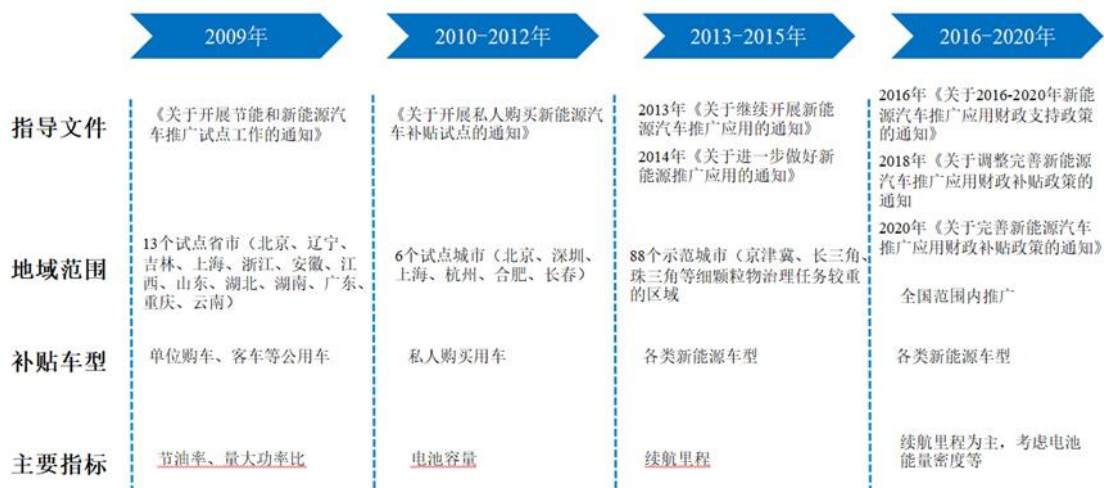 2009年
2010-2012年
2013-2015年
2016-2020年
指导文件
《关于开展节能和新能源汽
车推广试点工作的通知》
《关于开展私人购买新能源汽
车补贴试点的通知》
2013年《关于继续开展新能
源汽车推广应用的通知》
2014年《关于进一步做好新
能源推广应用的通知》
2016年《关于2016-2020年新能
源汽车推广应用财政支持政策
的通知》
2018年《关于调整完善新能源
汽车推广应用财政补贴政策的
通知
2020年《关于完善新能源汽车
推广应用财政补贴政策的通知》
地域范围
13个试点省市（北京、辽宁、
吉林、上海、浙江、安徽、江
西、山东、湖北、湖南、广东、
重庆、云南）
6个试点城市（北京、深圳、
上海、杭州、合肥、长春）
88个示范城市（京津冀、长三角、
珠三角等细颗粒物治理任务较重
的区域
全国范围内推广
补贴车型
单位购车、客车等公用车
私人购买用车
各类新能源车型
各类新能源车型
主要指标
节油率、量大功率比
电池容量
续航里程
续航里程为主，考虑电池
能量密度等